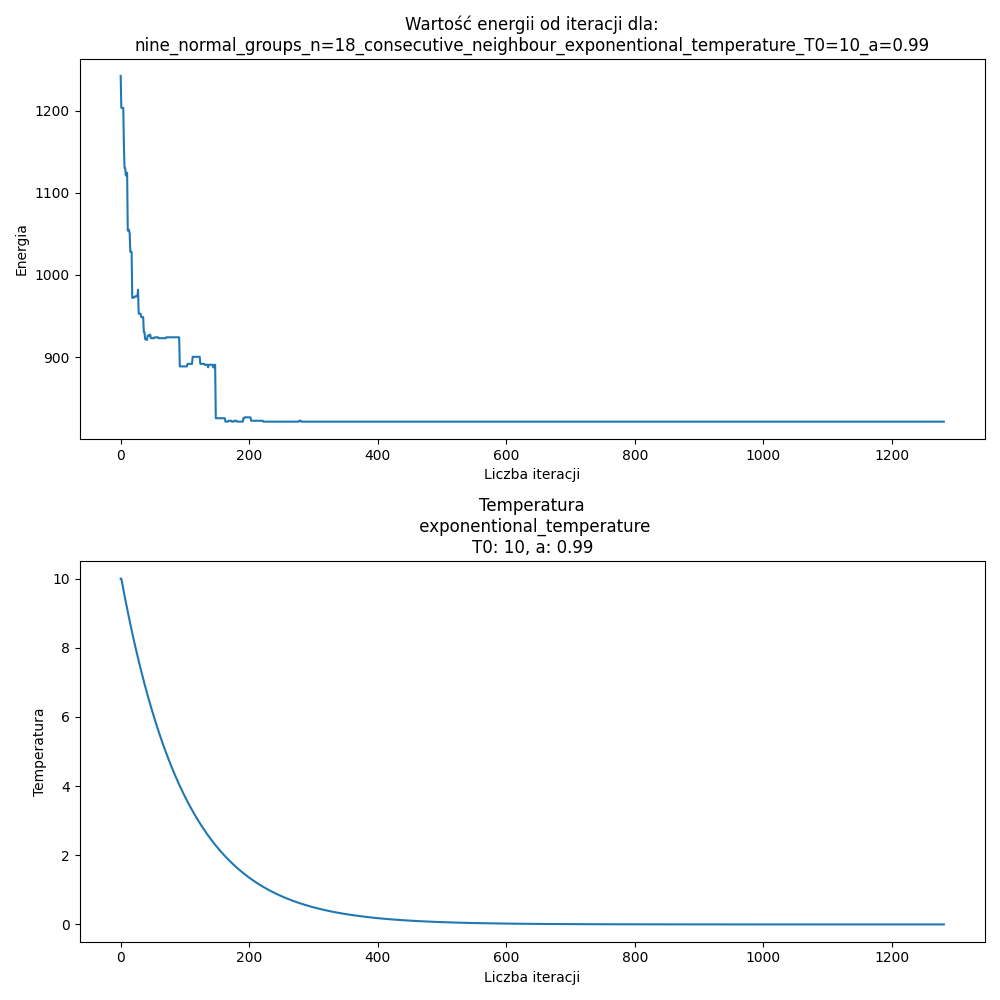 Wartość energii od iteracji dla:
nine_normal_groups_n=18_consecutive_neighbour_exponentional_temperature_T0=10_a=0.99
1200
1100
1000
900
Energia
0 200 400 600 800 1000 1200
Liczba iteracji
Temperatura
exponentional_temperature
T0: 10, a: 0.99
10
8
6
4
2
0
Temperatura
0 200 400 600 800 1000 1200
Liczba iteracji